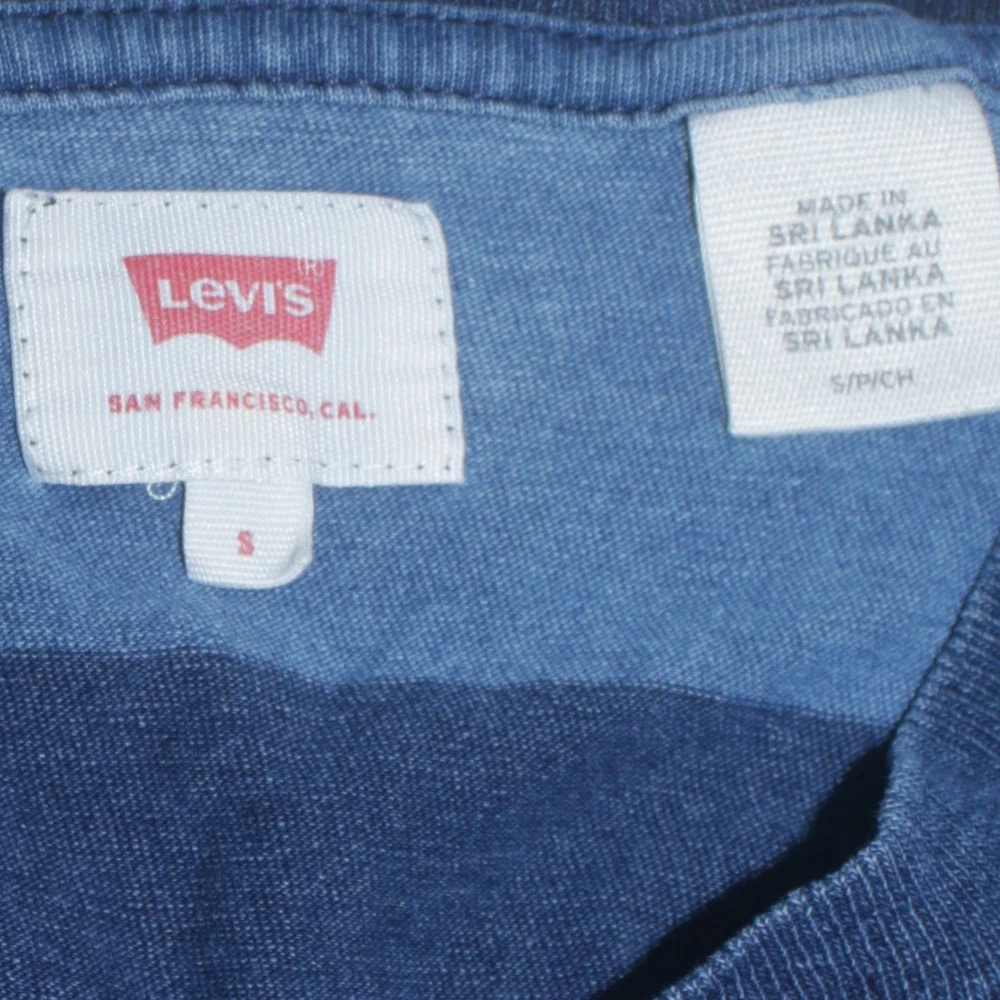 LEVI'S®
SAN FRANCISCO, CAL.
S
MADE IN
SRI LANKA
FABRIQUE AU
SRI LANKA
FABRICADO EN
SRI LANKA
S/P/CH